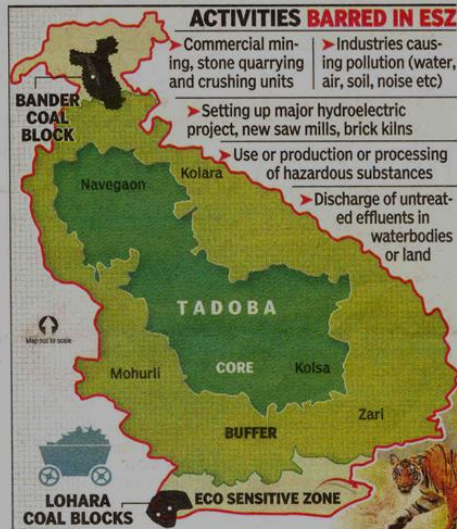 ACTIVITIES BARRED IN ESZ
➤Commercial min-
ing, stone quarrying
and crushing units
➤Industries caus-
ing pollution (water,
air, soil, noise etc)
➤Setting up major hydroelectric
project, new saw mills, brick kilns
➤Use or production or processing
of hazardous substances
➤Discharge of untreat-
ed effluents in
waterbodies
or land
BANDER
COAL
BLOCK
Navegaon
Kolara
TADOBA
Map not to scale
Mohurli
CORE
Kolsa
Zari
BUFFER
LOHARA
COAL BLOCKS
ECO SENSITIVE ZONE